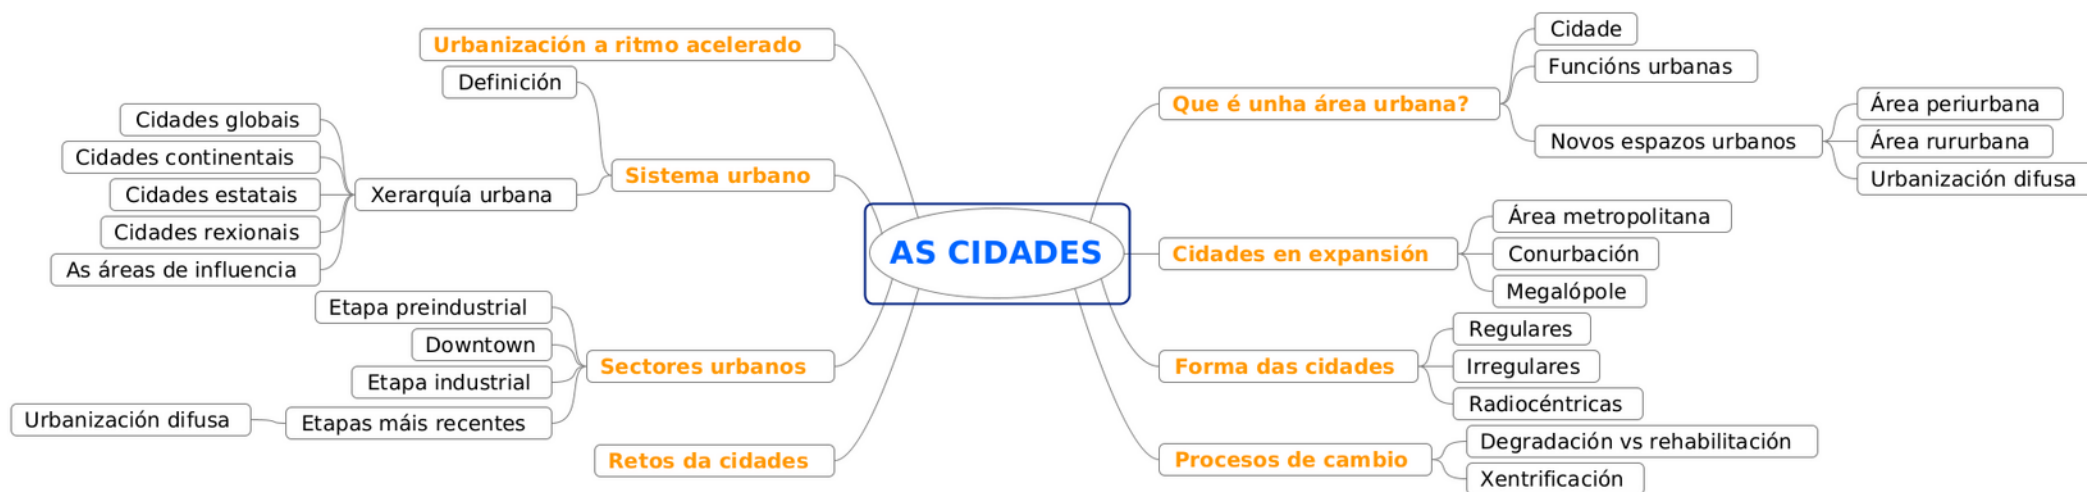 AS CIDADES
Que é unha área urbana?
Cidade
Funcións urbanas
Novos espazos urbanos
Área periurbana
Área rururbana
Urbanización difusa
Cidades en expansión
Área metropolitana
Conurbación
Megalópole
Forma das cidades
Regulares
Irregulares
Radiocéntricas
Procesos de cambio
Degradación vs rehabilitación
Xentrificación
Urbanización a ritmo acelerado
Sistema urbano
Definición
Xerarquía urbana
Cidades globais
Cidades continentais
Cidades estatais
Cidades rexionais
As áreas de influencia
Sectores urbanos
Etapa preindustrial
Downtown
Etapa industrial
Etapas máis recentes
Urbanización difusa
Retos da cidades